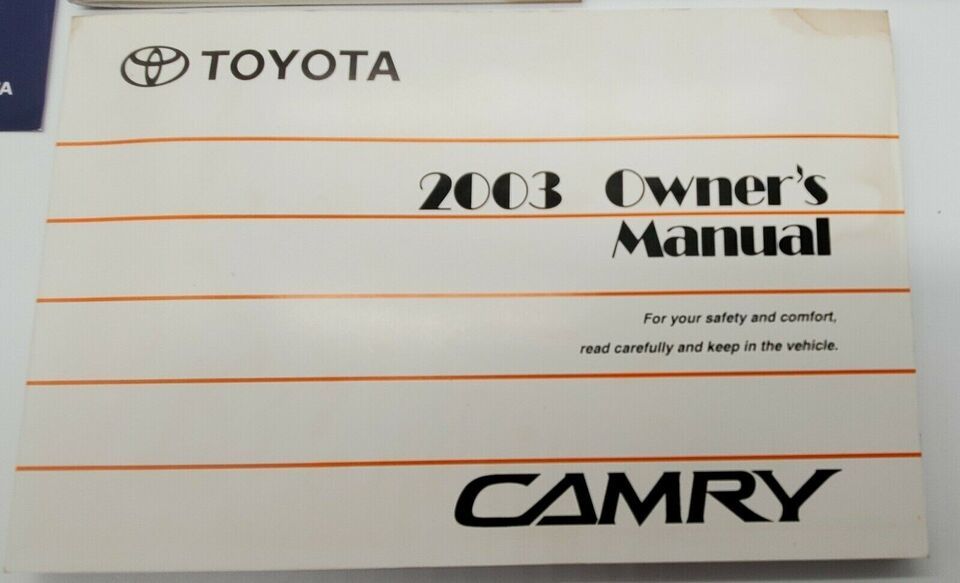 TOYOTA
2003 Owner's
Manual
For your safety and comfort,
read carefully and keep in the vehicle.
CAMRY